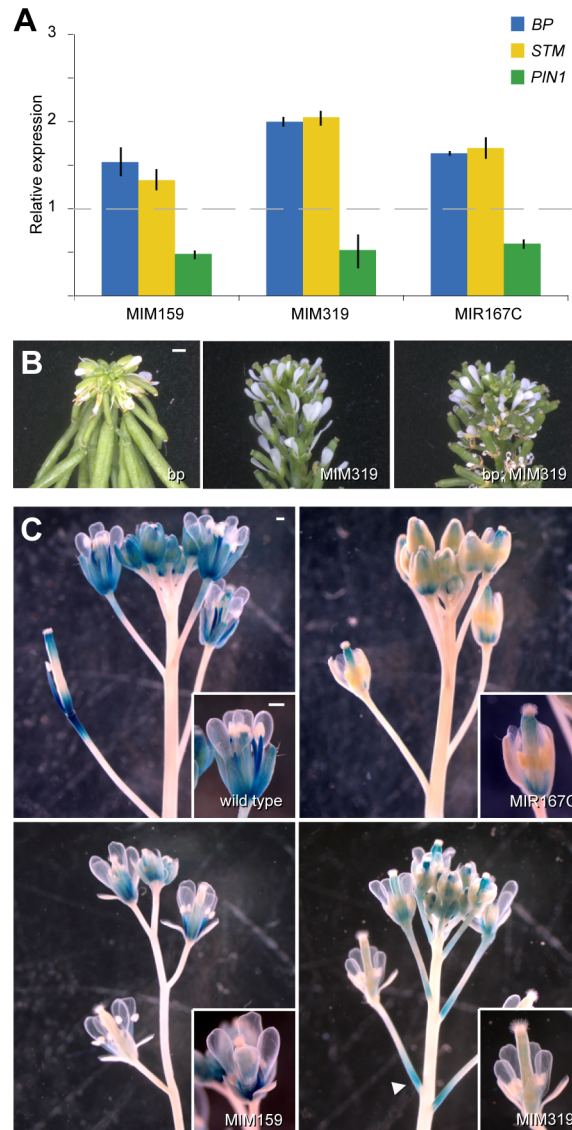 A
3
2
1
Relative expression
BP
STM
PIN1
MIM159
MIM319
MIR167C
B
bp
MIM319
bp; MIM319
C
wild type
MIR167C
MIM159
MIM319